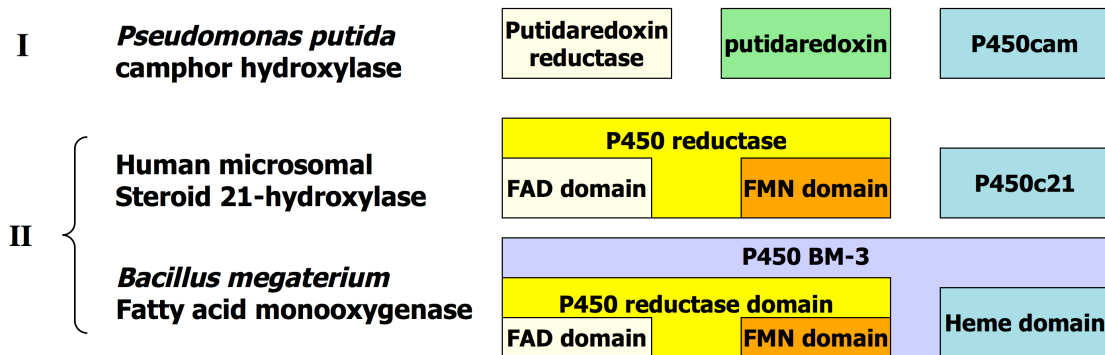 I
Pseudomonas putida
camphor hydroxylase
Putidaredoxin
reductase
putidaredoxin
P450cam
II
Human microsomal
Steroid 21-hydroxylase
P450 reductase
FAD domain
FMN domain
P450c21
Bacillus megaterium
Fatty acid monooxygenase
P450 BM-3
P450 reductase domain
FAD domain
FMN domain
Heme domain